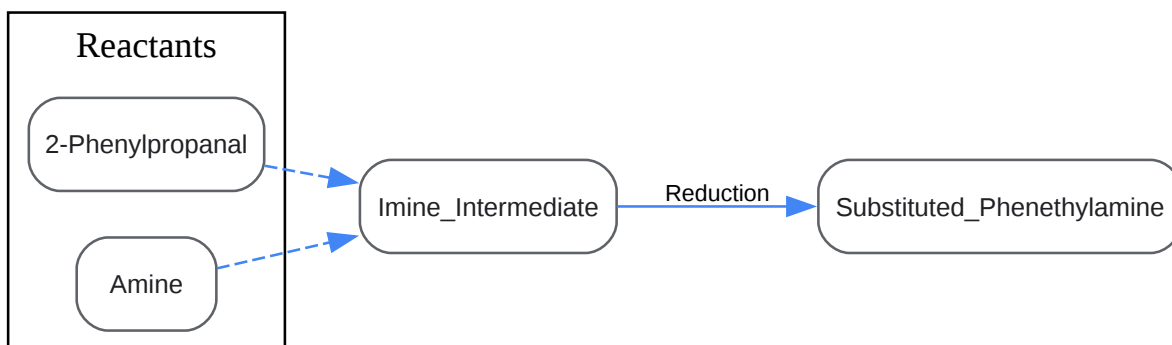 Reactants
2-Phenylpropanal
Amine
Imine_Intermediate
Reduction
Substituted_Phenethylamine